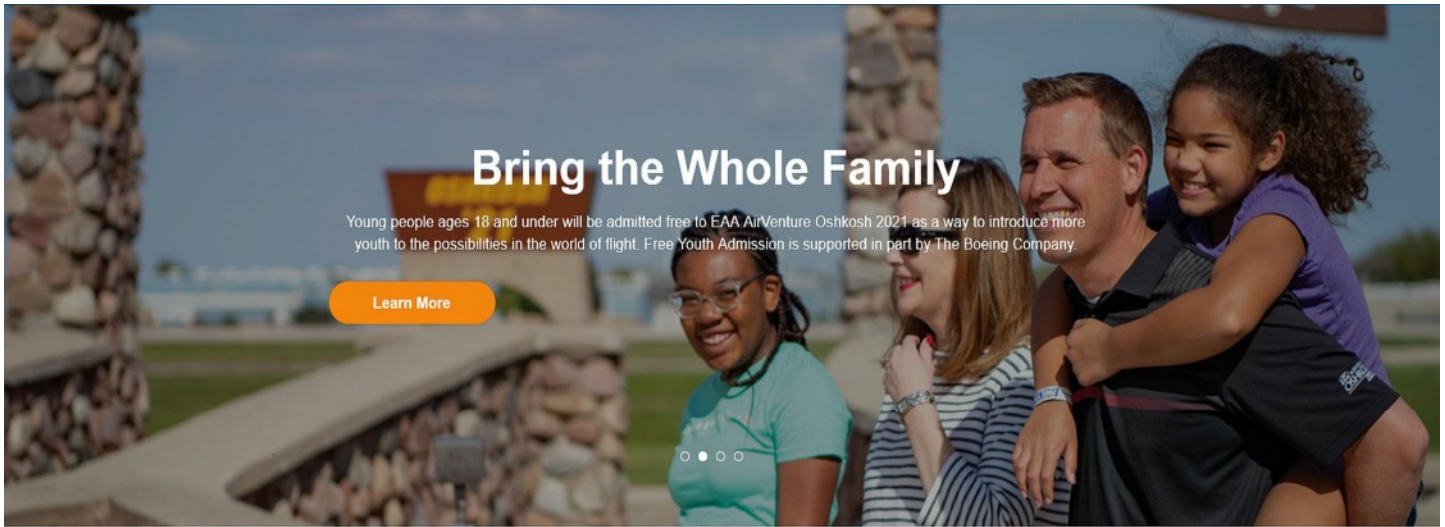 Bring the Whole Family
OSHKOSH
Young people ages 18 and under will be admitted free to EAA AirVenture Oshkosh 2021 as a way to introduce more
youth to the possibilities in the world of flight. Free Youth Admission is supported in part by The Boeing Company.
Learn More